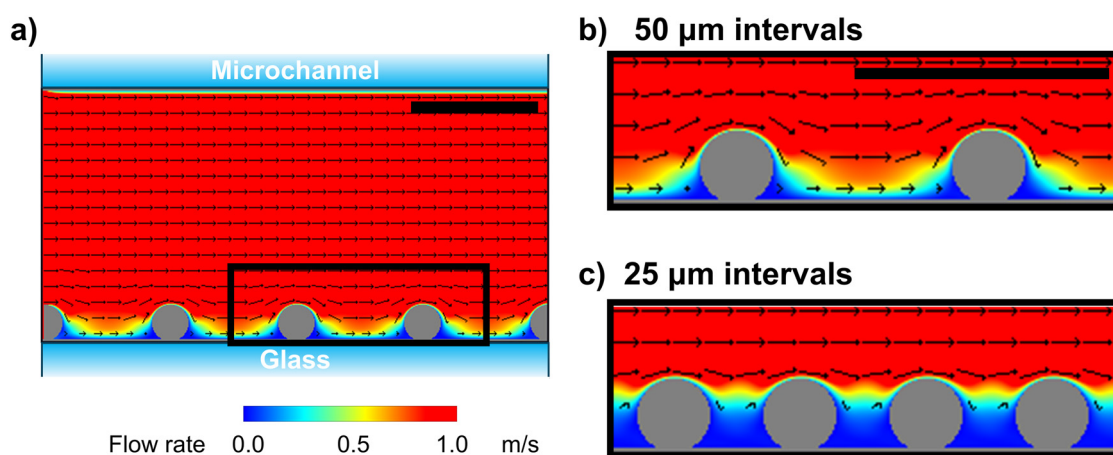 a)
Microchannel
Glass
Flow rate 0.0 0.5 1.0 m/s
b) 50 µm intervals
c) 25 µm intervals